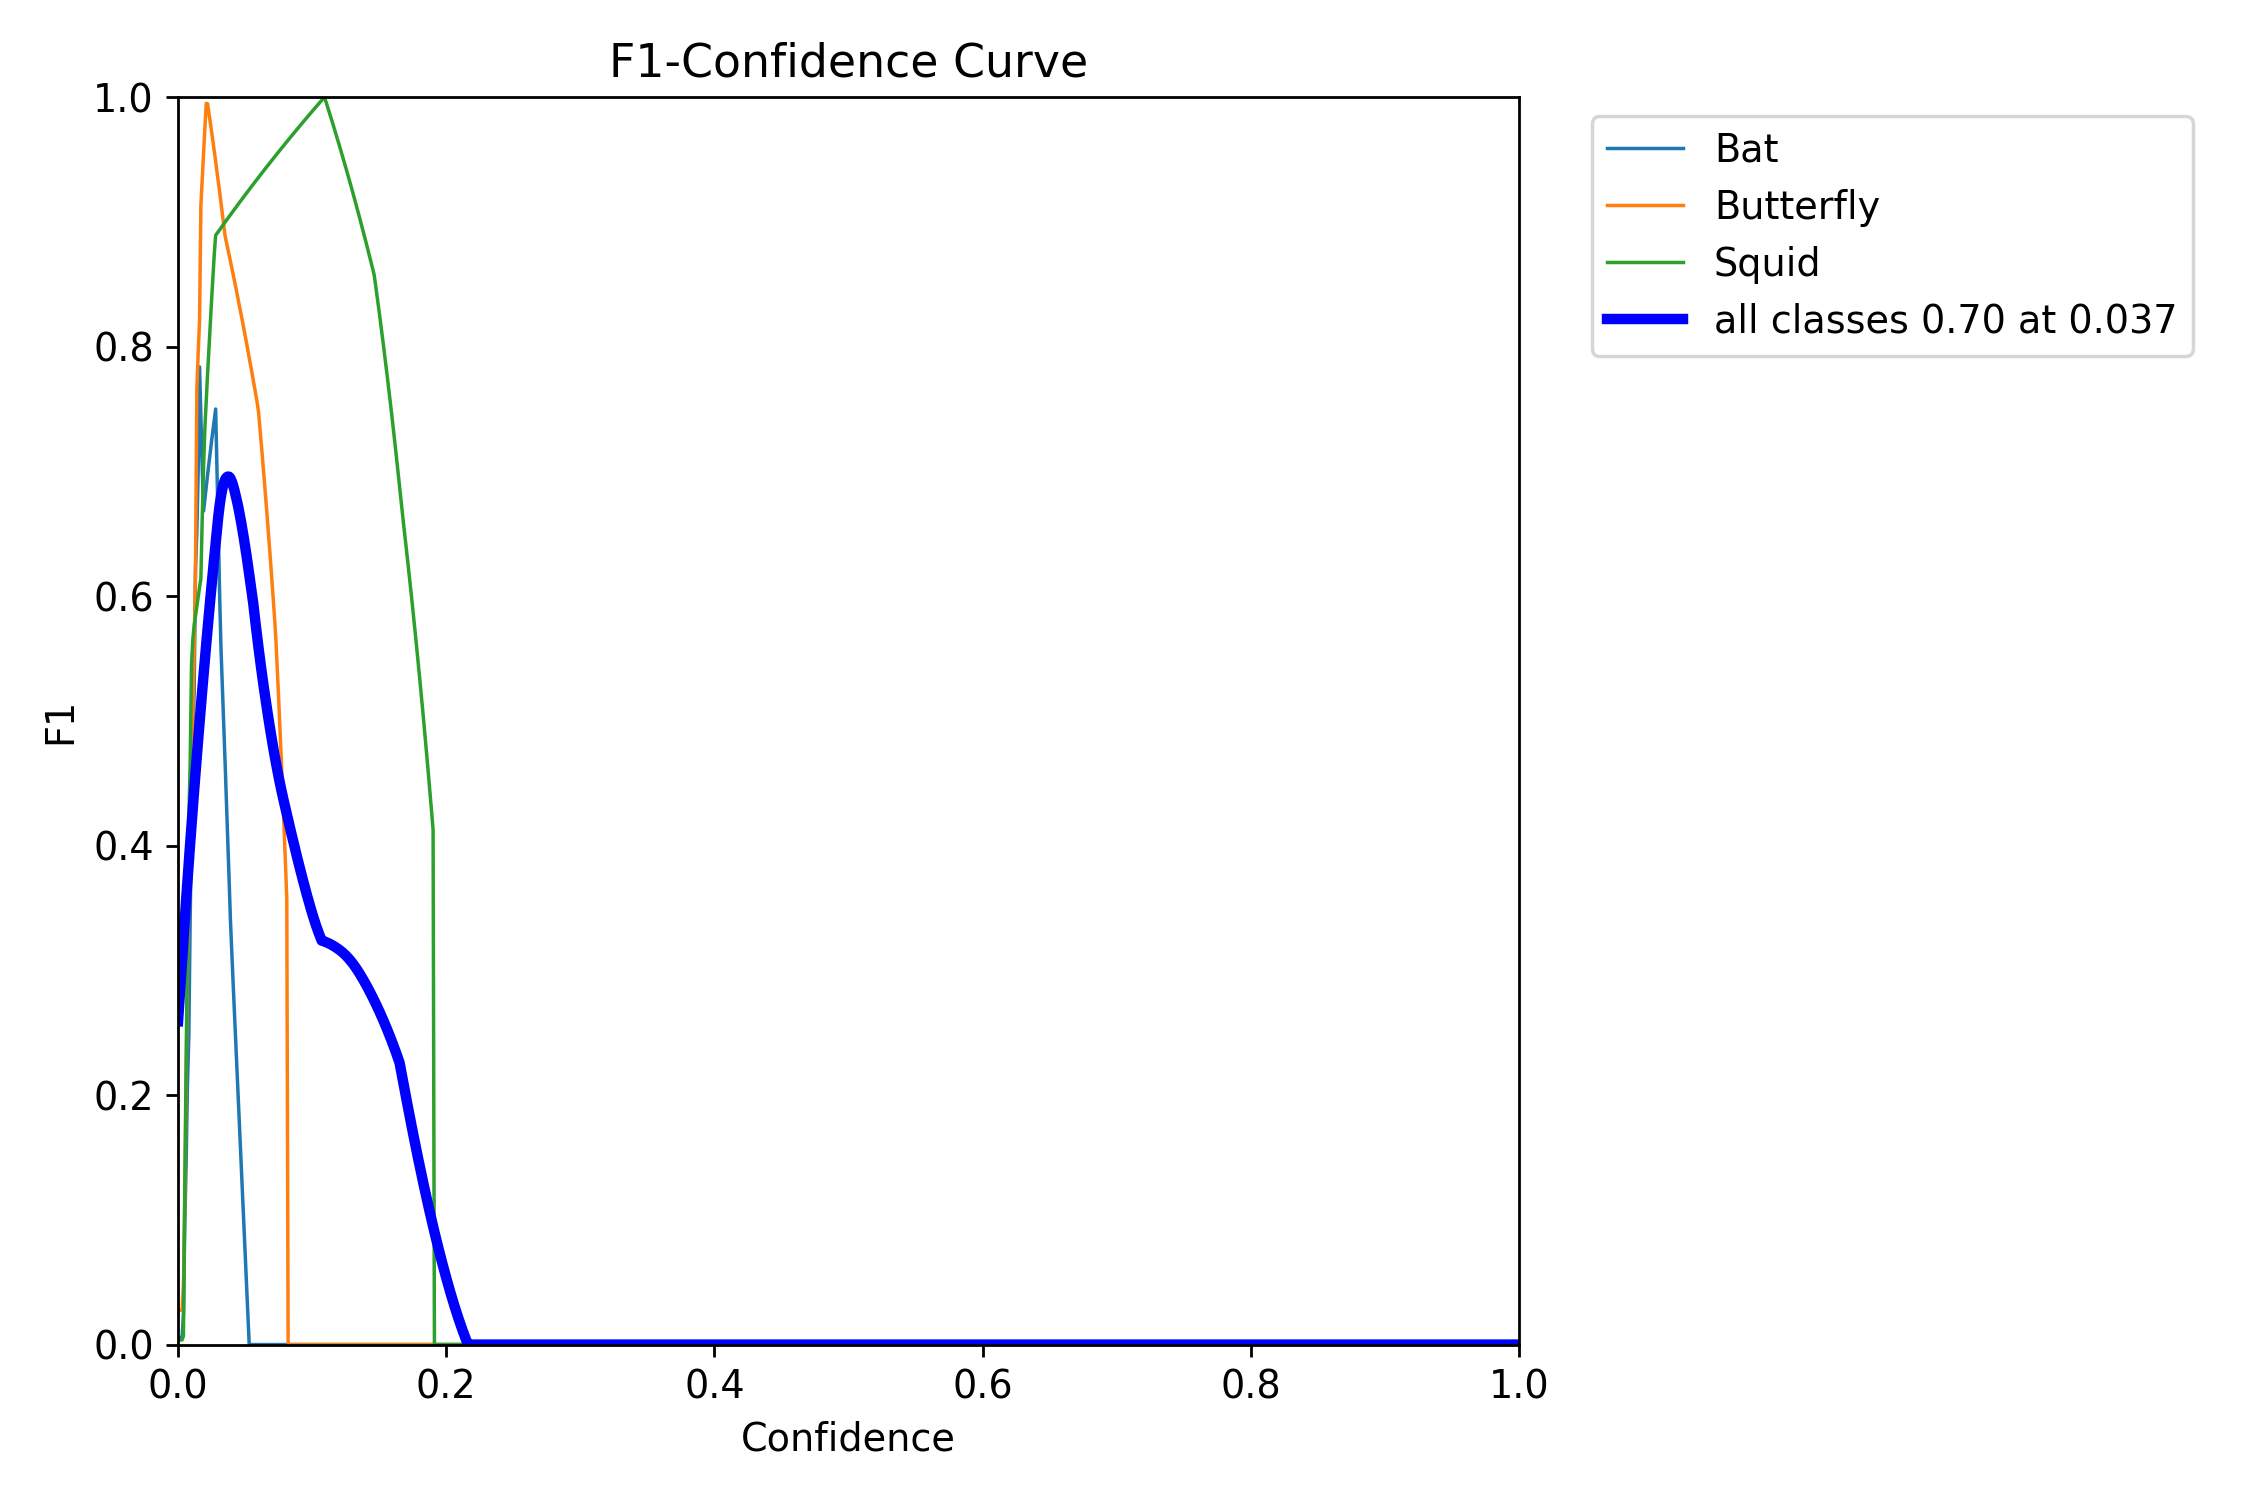 F1-Confidence Curve
1.0
0.8
0.6
0.4
0.2
0.0
F1
0.0 0.2 0.4 0.6 0.8 1.0
Confidence
Bat
Butterfly
Squid
all classes 0.70 at 0.037